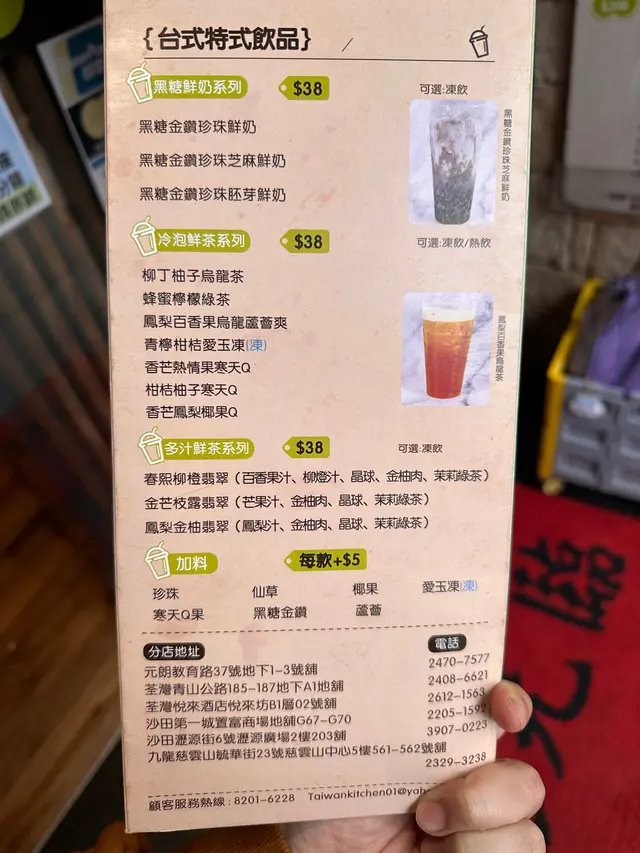 {台式特式飲品}
黑糖鮮奶系列 $38 可選:凍飲
黑糖金鑽珍珠鮮奶
黑糖金鑽珍珠芝麻鮮奶
黑糖金鑽珍珠胚芽鮮奶
黑糖金鑽珍珠芝麻鮮奶
冷泡鮮茶系列 $38 可選:凍飲/熱飲
柳丁柚子烏龍茶
蜂蜜檸檬綠茶
鳳梨百香果烏龍蘆薈爽
青檸柑桔愛玉凍(凍)
香芒熱情果寒天Q
柑桔柚子寒天Q
香芒鳳梨椰果Q
鳳梨百香果烏龍茶
多汁鮮茶系列 $38 可選:凍飲
春熙柳橙翡翠（百香果汁、柳燈汁、晶球、金柚肉、茉莉綠茶）
金芒枝露翡翠（芒果汁、金柚肉、晶球、茉莉綠茶）
鳳梨金柚翡翠（鳳梨汁、金柚肉、晶球、茉莉綠茶）
加料 每款+$5
珍珠 仙草 椰果 愛玉凍(凍)
寒天Q果 黑糖金鑽 蘆薈
分店地址 電話
元朗教育路37號地下1-3號舖 2470-7577
荃灣青山公路185-187地下A1地舖 2408-6621
荃灣悅來酒店悅來坊B1層02號舖 2612-1563
沙田第一城置富商場地舖G67-G70 2205-1592
沙田瀝源街6號瀝源廣場2樓203舖 3907-0223
九龍慈雲山毓華街23號慈雲山中心5樓561-562號舖
2329-3238
顧客服務熱線：8201-6228 Taiwankitchen01@yah